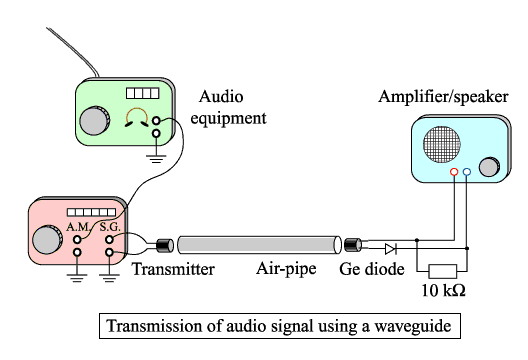 Audio
equipment
Amplifier/speaker
A.M. S.G.
Transmitter
Air-pipe
Ge diode
10 kΩ
Transmission of audio signal using a waveguide